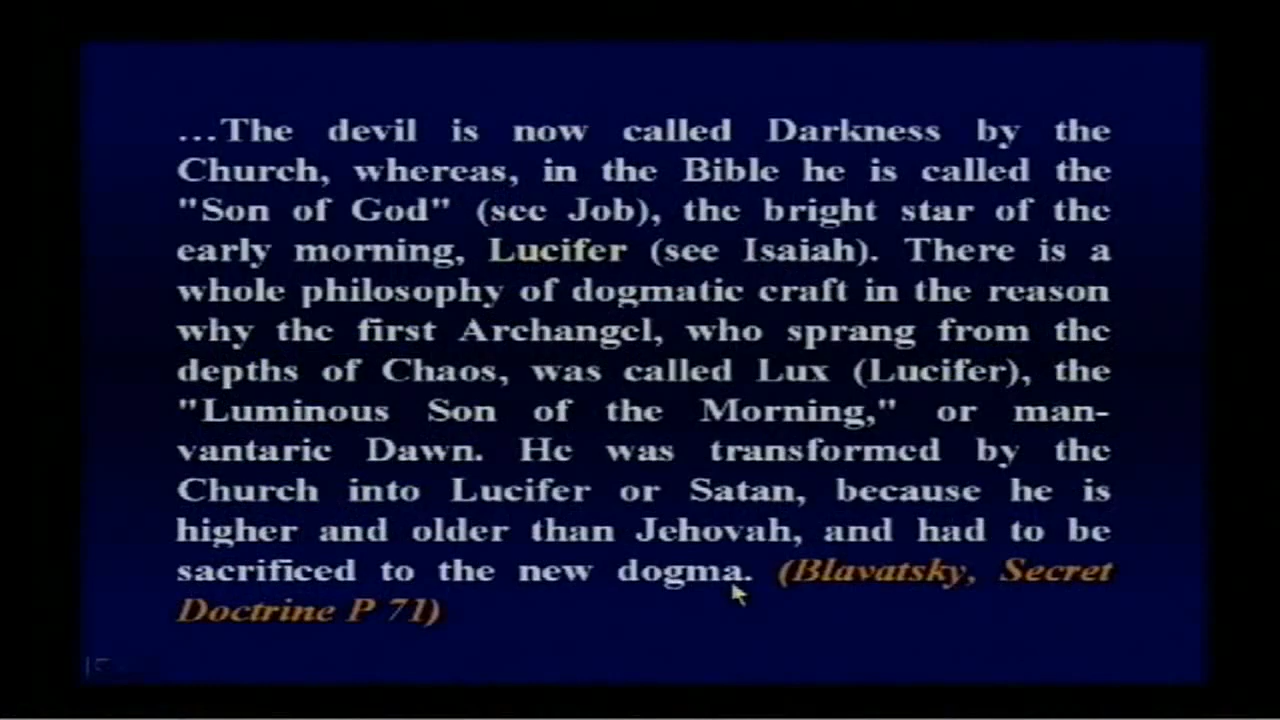 ...The devil is now called Darkness by the
Church, whereas, in the Bible he is called the
"Son of God" (see Job), the bright star of the
early morning, Lucifer (see Isaiah). There is a
whole philosophy of dogmatic craft in the reason
why the first Archangel, who sprang from the
depths of Chaos, was called Lux (Lucifer), the
"Luminous Son of the Morning," or man-
vantaric Dawn. He was transformed by the
Church into Lucifer or Satan, because he is
higher and older than Jehovah, and had to be
sacrificed to the new dogma. (Blavatsky, Secret
Doctrine P 71)